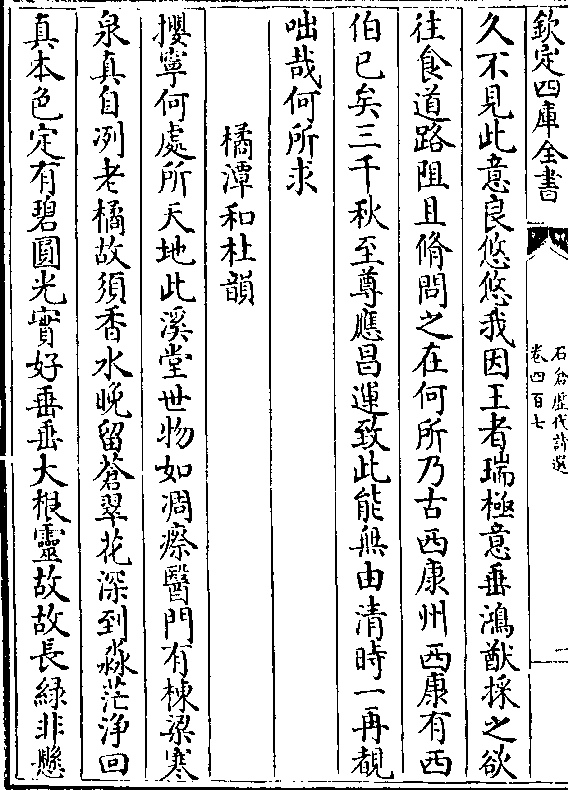 欽定四庫全書
石倉歷代詩選
卷四百七
一
久不見此意良悠悠我因王者瑞極意垂鴻猷採之欲
往食道路阻且脩問之在何所乃古西康州西康有西
伯已矣三千秋至尊應昌運致此能無由清時一再覩
咄哉何所求
橘潭和杜韻
攖寧何處所天地此溪堂世物如凋瘵醫門有棟梁寒
泉真自冽老橘故須香水晚留蒼翠花深到淼茫淨回
真本色定有碧圓光實好垂垂大根靈故故長綠非懸